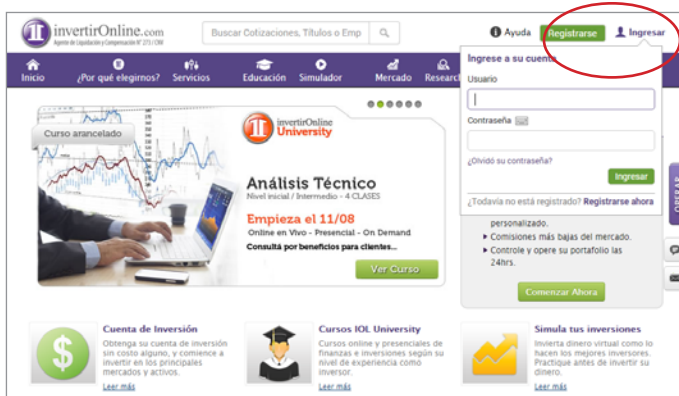 invertirOnline.com
Agente de Liquidación y Compensación N° 273 / CNV
Buscar Cotizaciones, Títulos o Emp
Ayuda
Registrarse
Ingresar
Inicio
¿Por qué elegirnos?
Servicios
Educación
Simulador
Mercado
Research
Ingrese a su cuenta
Usuario
Contraseña
¿Olvidó su contraseña?
Ingresar
¿Todavía no está registrado? Registrarse ahora
Curso arancelado
invertirOnline
University
Análisis Técnico
Nivel inicial / Intermedio - 4 CLASES
Empieza el 11/08
Online en Vivo - Presencial - On Demand
Consultá por beneficios para clientes...
Ver Curso
OPERAR
personalizado.
Comisiones más bajas del mercado.
Controle y opere su portafolio las
24hrs.
Comenzar Ahora
Cuenta de Inversión
Obtenga su cuenta de inversión
sin costo alguno, y comience a
invertir en los principales
mercados y activos.
Leer más
Cursos IOL University
Cursos online y presenciales de
finanzas e inversiones según su
nivel de experiencia como
inversor.
Leer más
Simula tus inversiones
Invierta dinero virtual como lo
hacen los mejores inversores.
Practique antes de invertir su
dinero.
Leer más